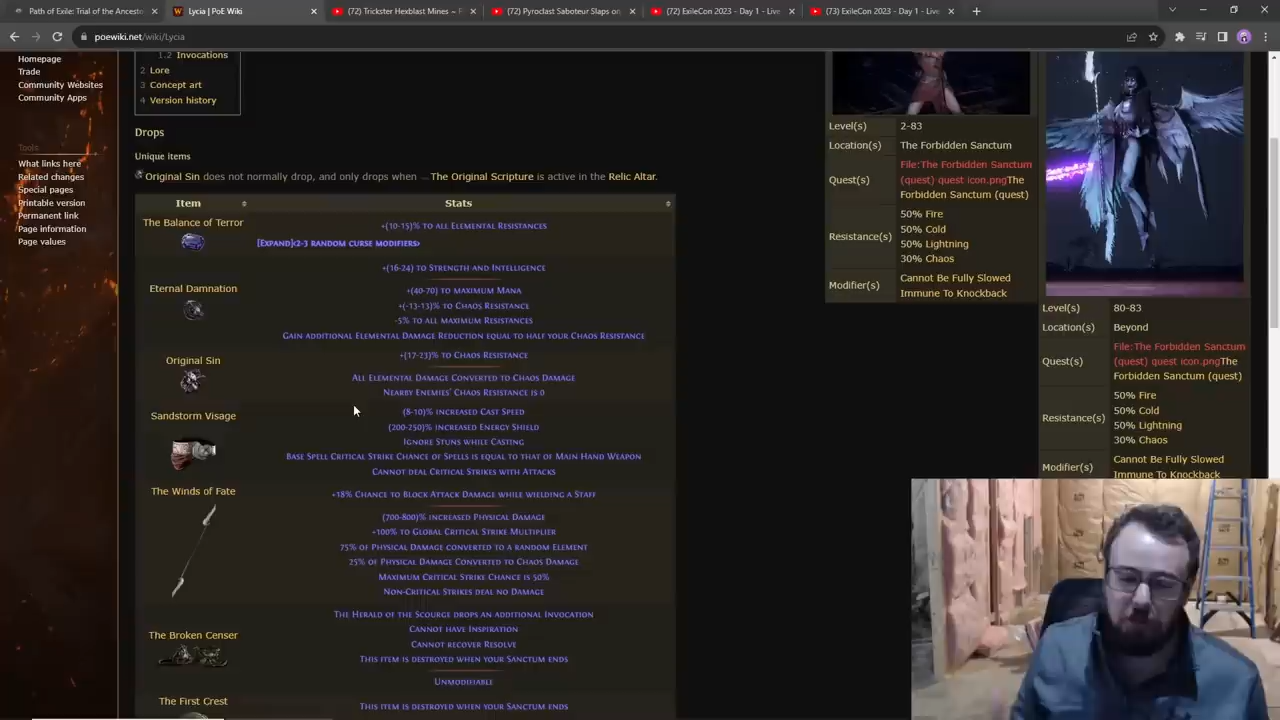 Path of Exile: Trial of the Ancesto
Lycia | PoE Wiki
(72) Trickster Hexblast Mines ~ F
(72) Pyroclast Saboteur Slaps on
(72) ExileCon 2023 - Day 1 - Live
(73) ExileCon 2023 - Day 1 - Live
poewiki.net/wiki/Lycia
Homepage
Trade
Community Websites
Community Apps
Tools
What links here
Related changes
Special pages
Printable version
Permanent link
Page information
Page values
1.2 Invocations
2 Lore
3 Concept art
4 Version history
Drops
Unique items
Original Sin does not normally drop, and only drops when The Original Scripture is active in the Relic Altar.
Item
Stats
The Balance of Terror
+(10-15)% to all Elemental Resistances
[Expand]<2-3 random curse modifiers>
Eternal Damnation
+(16-24) to Strength and Intelligence
+(40-70) to maximum Mana
+(-13-13)% to Chaos Resistance
-5% to all maximum Resistances
Gain additional Elemental Damage Reduction equal to half your Chaos Resistance
Original Sin
+(17-23)% to Chaos Resistance
All Elemental Damage Converted to Chaos Damage
Nearby Enemies' Chaos Resistance is 0
Sandstorm Visage
(8-10)% increased Cast Speed
(200-250)% increased Energy Shield
Ignore Stuns while Casting
Base Spell Critical Strike Chance of Spells is equal to that of Main Hand Weapon
Cannot deal Critical Strikes with Attacks
The Winds of Fate
+18% Chance to Block Attack Damage while wielding a Staff
(700-800)% increased Physical Damage
+100% to Global Critical Strike Multiplier
75% of Physical Damage converted to a random Element
25% of Physical Damage Converted to Chaos Damage
Maximum Critical Strike Chance is 50%
Non-Critical Strikes deal no Damage
The Broken Censer
The Herald of the Scourge drops an additional Invocation
Cannot have Inspiration
Cannot recover Resolve
This item is destroyed when your Sanctum ends
Unmodifiable
The First Crest
This item is destroyed when your Sanctum ends
Level(s) 2-83
Location(s) The Forbidden Sanctum
Quest(s) File:The Forbidden Sanctum
(quest) quest icon.pngThe
Forbidden Sanctum (quest)
Resistance(s) 50% Fire
50% Cold
50% Lightning
30% Chaos
Modifier(s) Cannot Be Fully Slowed
Immune To Knockback
Level(s) 80-83
Location(s) Beyond
Quest(s) File:The Forbidden Sanctum
(quest) quest icon.pngThe
Forbidden Sanctum (quest)
Resistance(s) 50% Fire
50% Cold
50% Lightning
30% Chaos
Modifier(s) Cannot Be Fully Slowed
Immune To Knockback